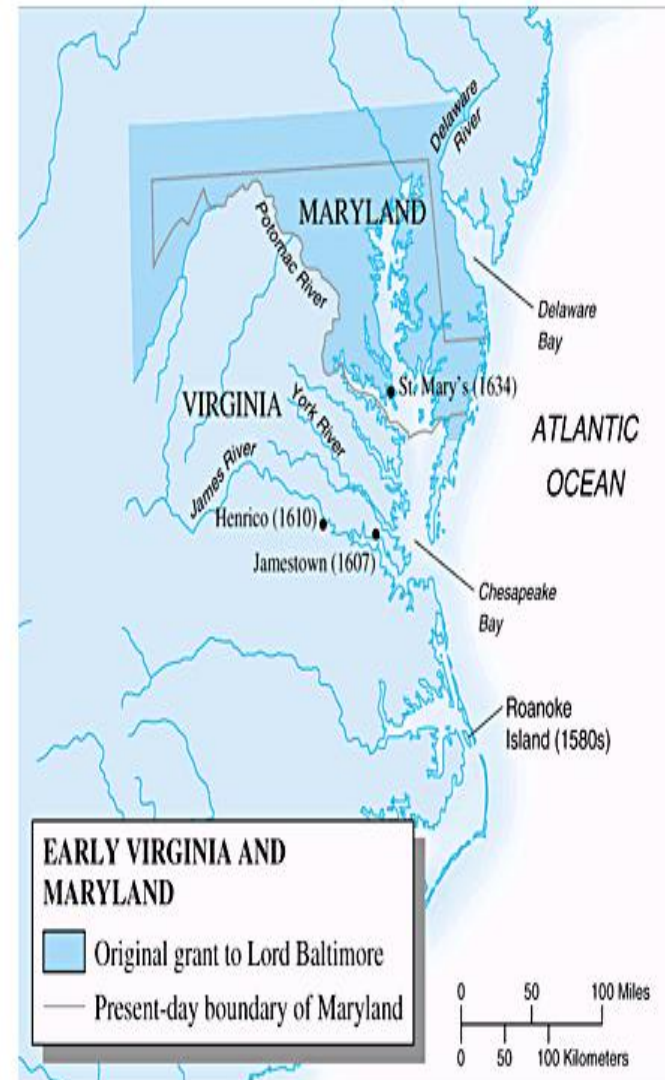 Delaware
River
MARYLAND
Potomac River
Delaware
Bay
St. Mary's (1634)
VIRGINIA
York River
ATLANTIC
OCEAN
James River
Henrico (1610)
Jamestown (1607)
Chesapeake
Bay
Roanoke
Island (1580s)
EARLY VIRGINIA AND
MARYLAND
Original grant to Lord Baltimore
Present-day boundary of Maryland
0 50 100 Miles
0 50 100 Kilometers